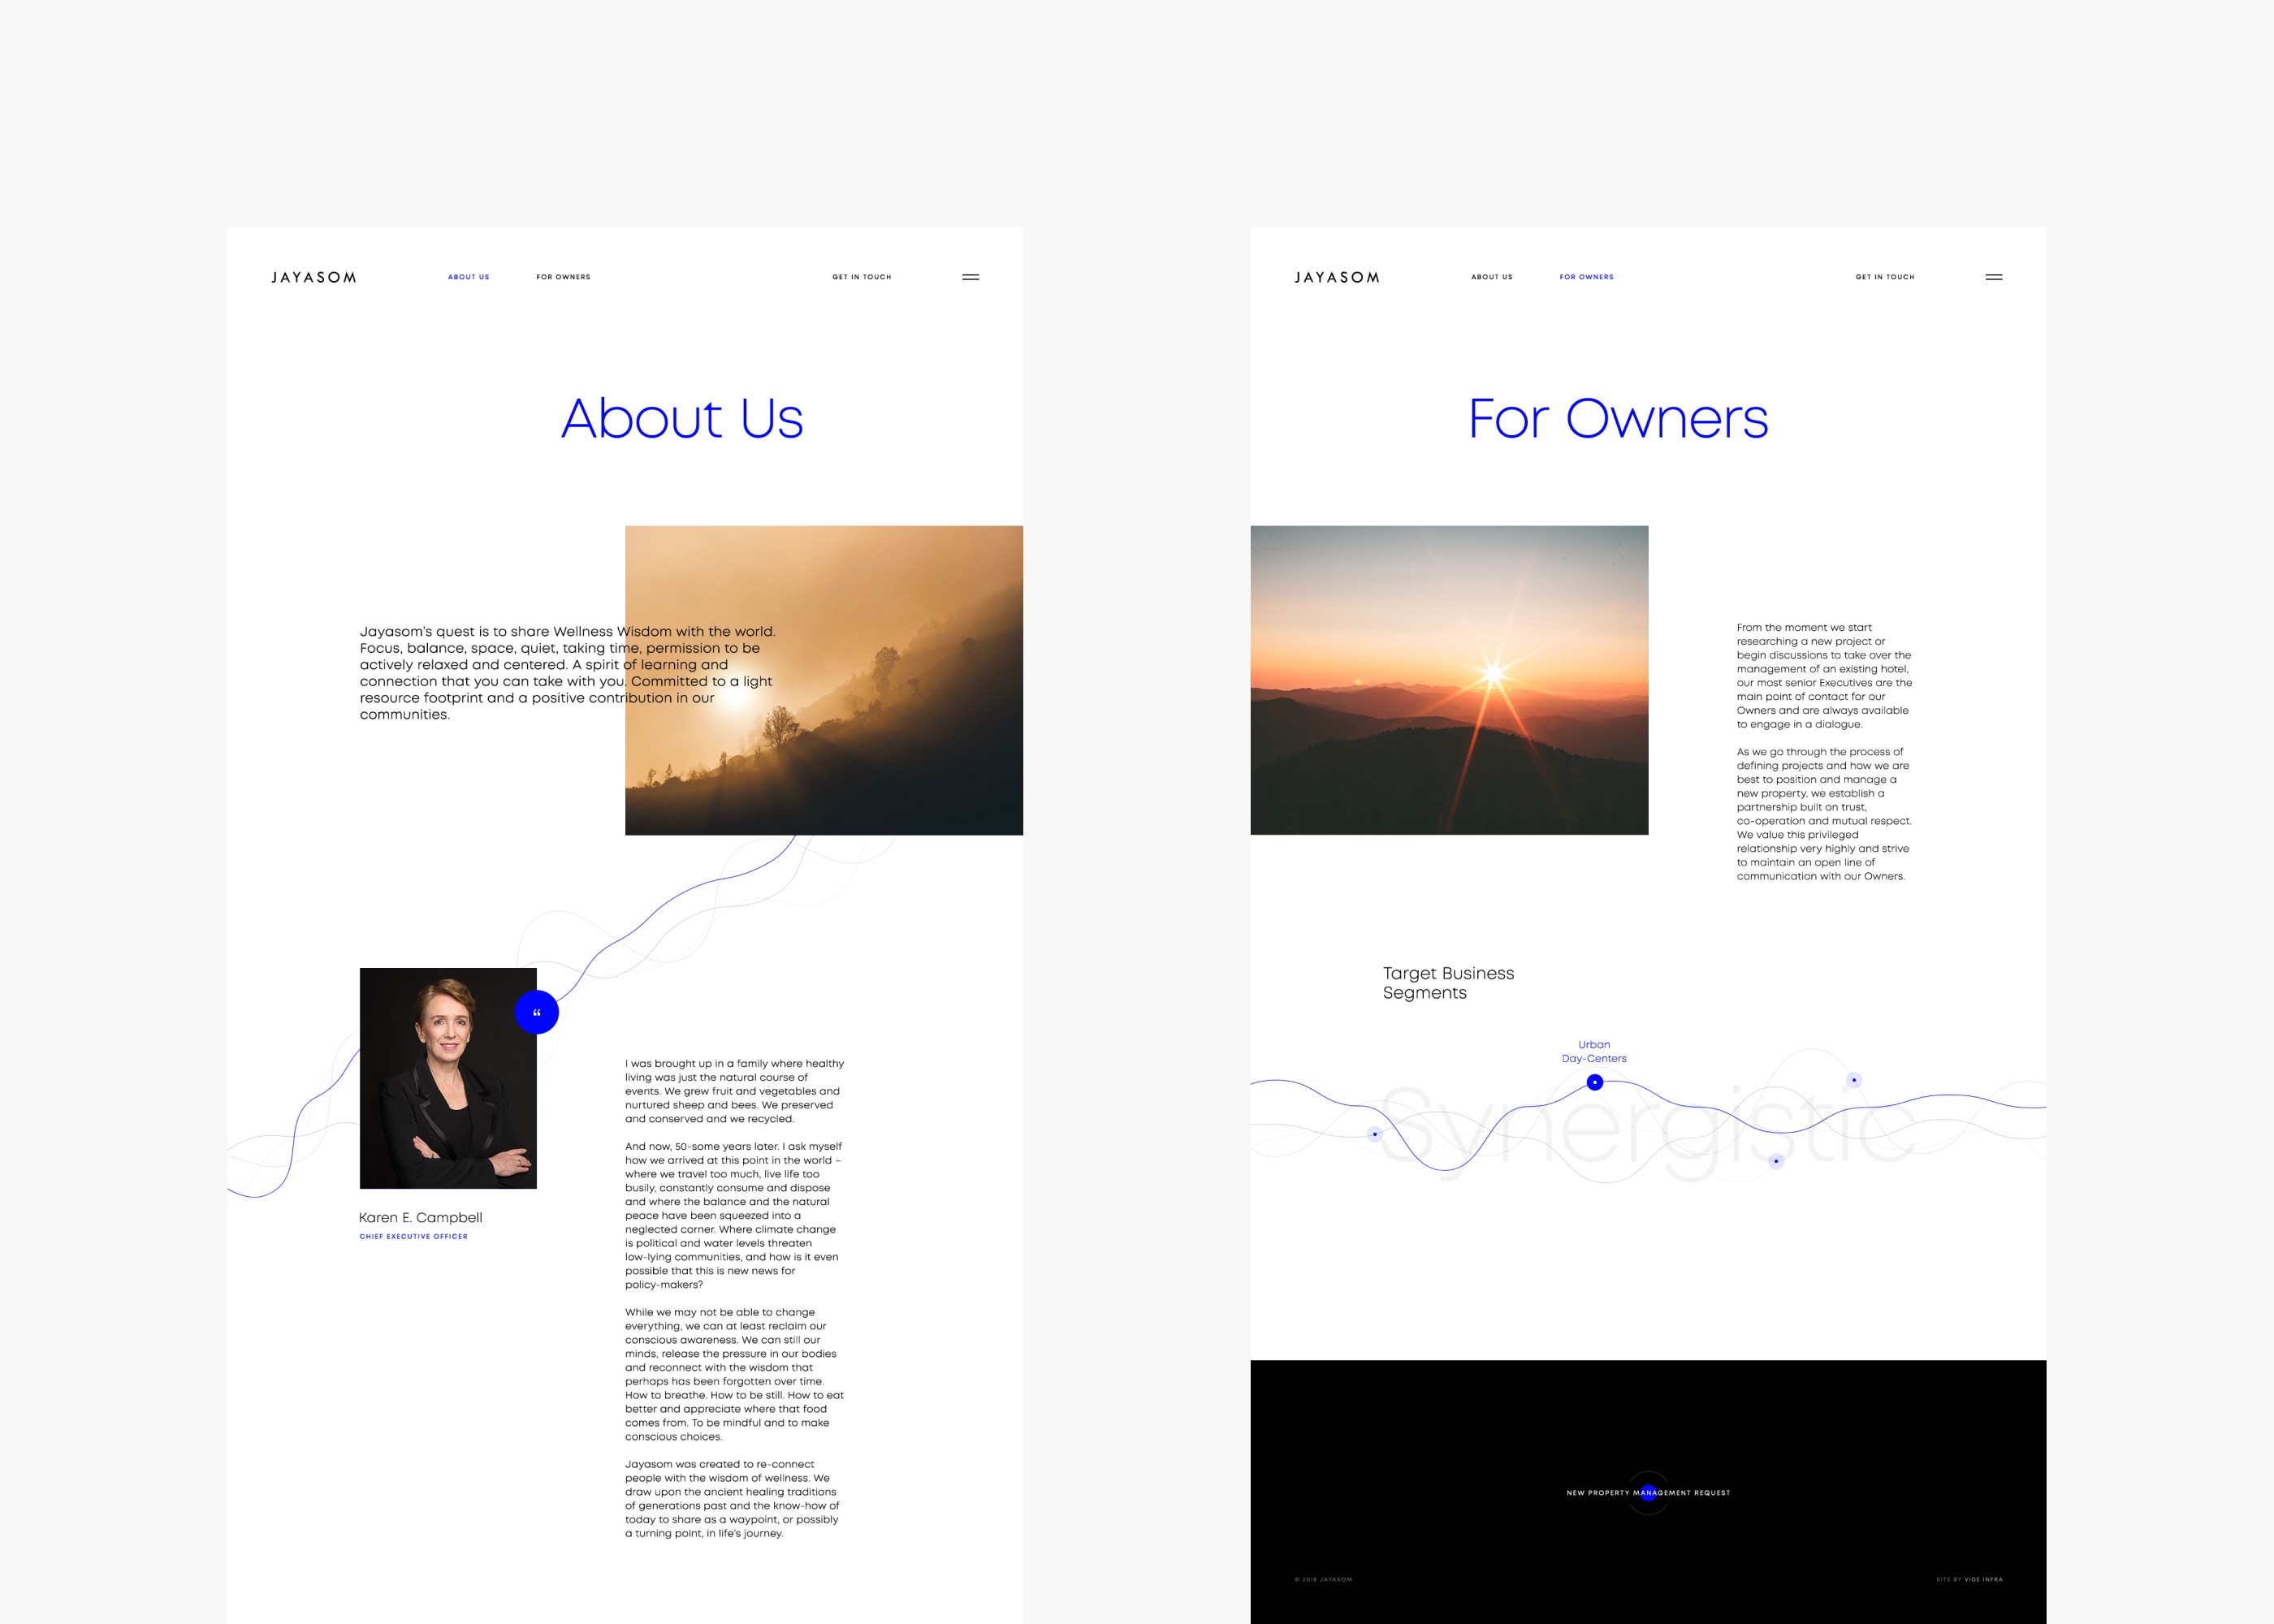 JAYASOM
ABOUT US
FOR OWNERS
GET IN TOUCH
About Us
Jayasom's quest is to share Wellness Wisdom with the world.
Focus, balance, space, quiet, taking time, permission to be
actively relaxed and centered. A spirit of learning and
connection that you can take with you. Committed to a light
resource footprint and a positive contribution in our
communities.
“
Karen E. Campbell
CHIEF EXECUTIVE OFFICER
I was brought up in a family where healthy
living was just the natural course of
events. We grew fruit and vegetables and
nurtured sheep and bees. We preserved
and conserved and we recycled.
And now, 50-some years later. I ask myself
how we arrived at this point in the world –
where we travel too much, live life too
busily, constantly consume and dispose
and where the balance and the natural
peace have been squeezed into a
neglected corner. Where climate change
is political and water levels threaten
low-lying communities, and how is it even
possible that this is new news for
policy-makers?
While we may not be able to change
everything, we can at least reclaim our
conscious awareness. We can still our
minds, release the pressure in our bodies
and reconnect with the wisdom that
perhaps has been forgotten over time.
How to breathe. How to be still. How to eat
better and appreciate where that food
comes from. To be mindful and to make
conscious choices.
Jayasom was created to re-connect
people with the wisdom of wellness. We
draw upon the ancient healing traditions
of generations past and the know-how of
today to share as a waypoint, or possibly
a turning point, in life's journey.
JAYASOM
ABOUT US
FOR OWNERS
GET IN TOUCH
For Owners
From the moment we start
researching a new project or
begin discussions to take over the
management of an existing hotel,
our most senior Executives are the
main point of contact for our
Owners and are always available
to engage in a dialogue.
As we go through the process of
defining projects and how we are
best to position and manage a
new property, we establish a
partnership built on trust,
co-operation and mutual respect.
We value this privileged
relationship very highly and strive
to maintain an open line of
communication with our Owners.
Target Business
Segments
Urban
Day-Centers
Synergistic
NEW PROPERTY MANAGEMENT REQUEST
© 2018 JAYASOM
SITE BY VIDE INFRA